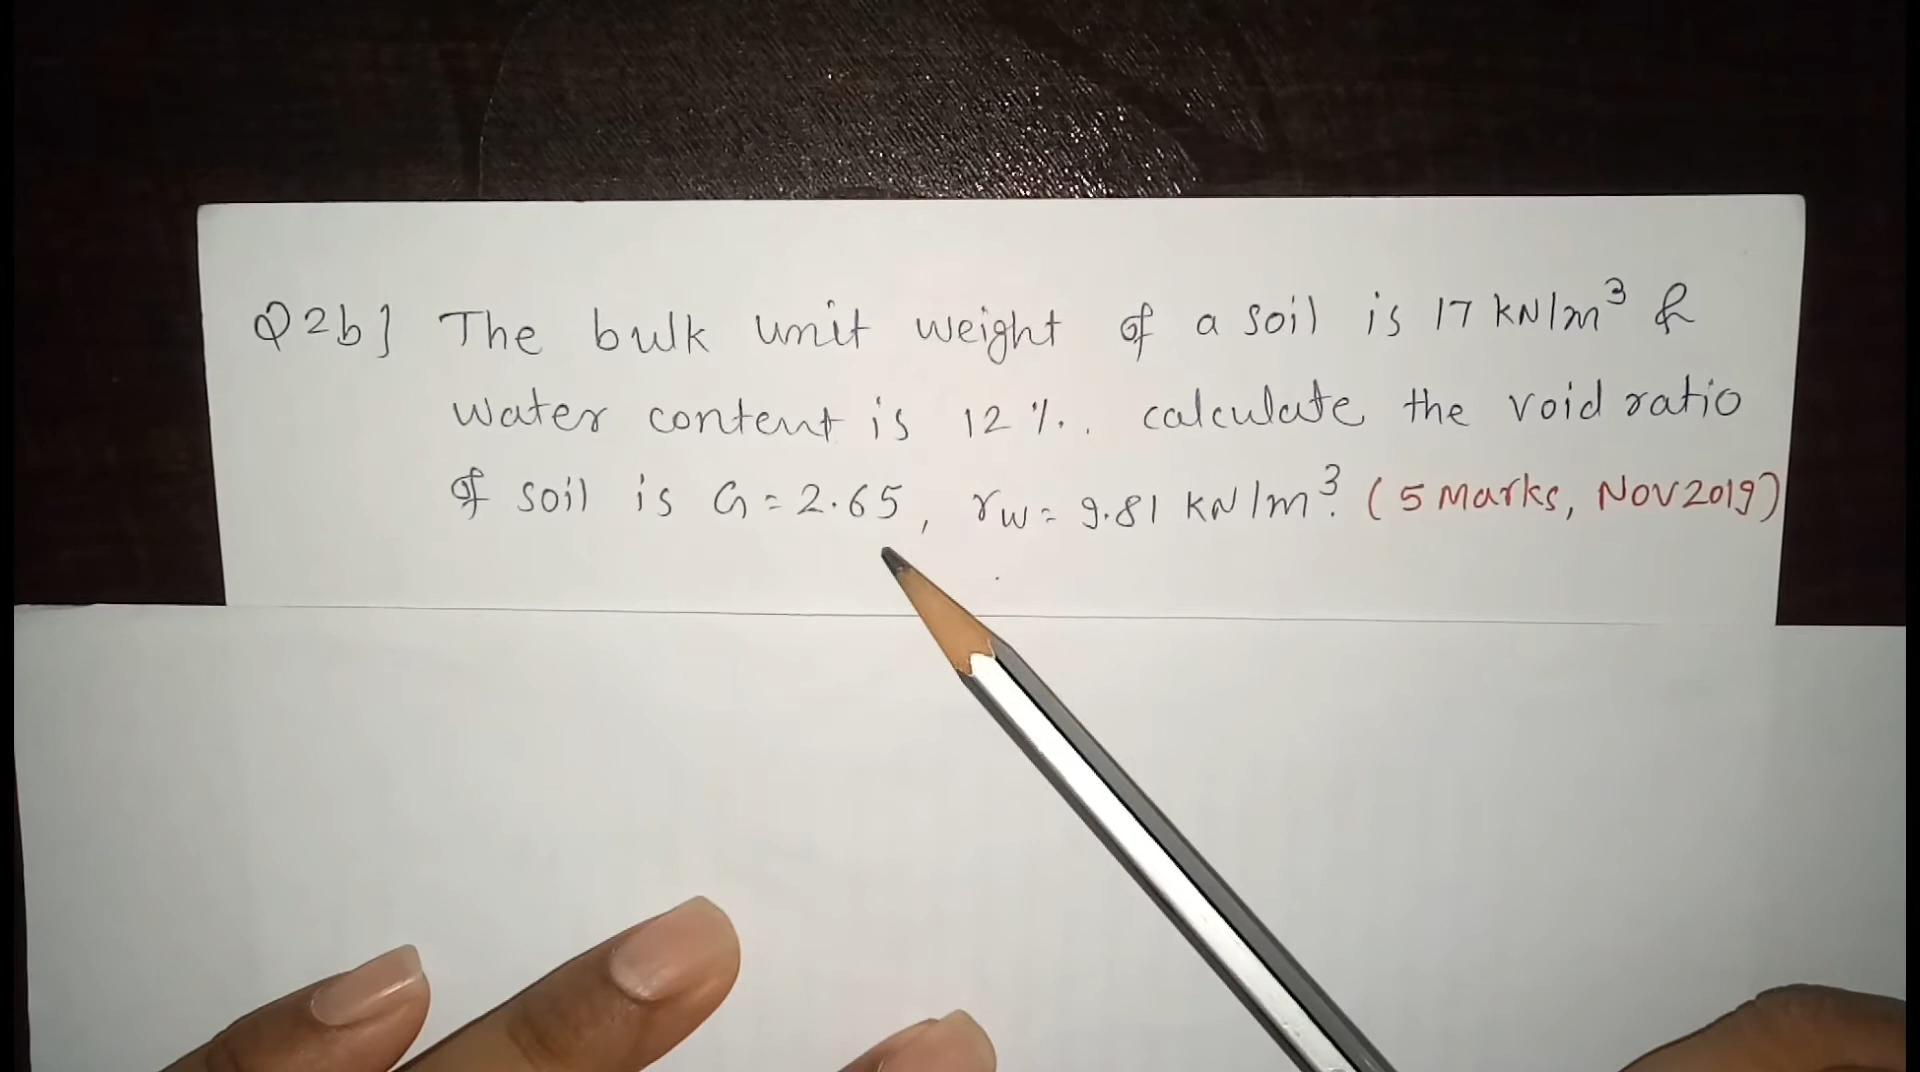 Q2b] The bulk unit weight of a soil is 17 kN/m³ &
water content is 12%. calculate the void ratio
of soil is G = 2.65, γw = 9.81 kN/m³. (5 Marks, Nov 2019)